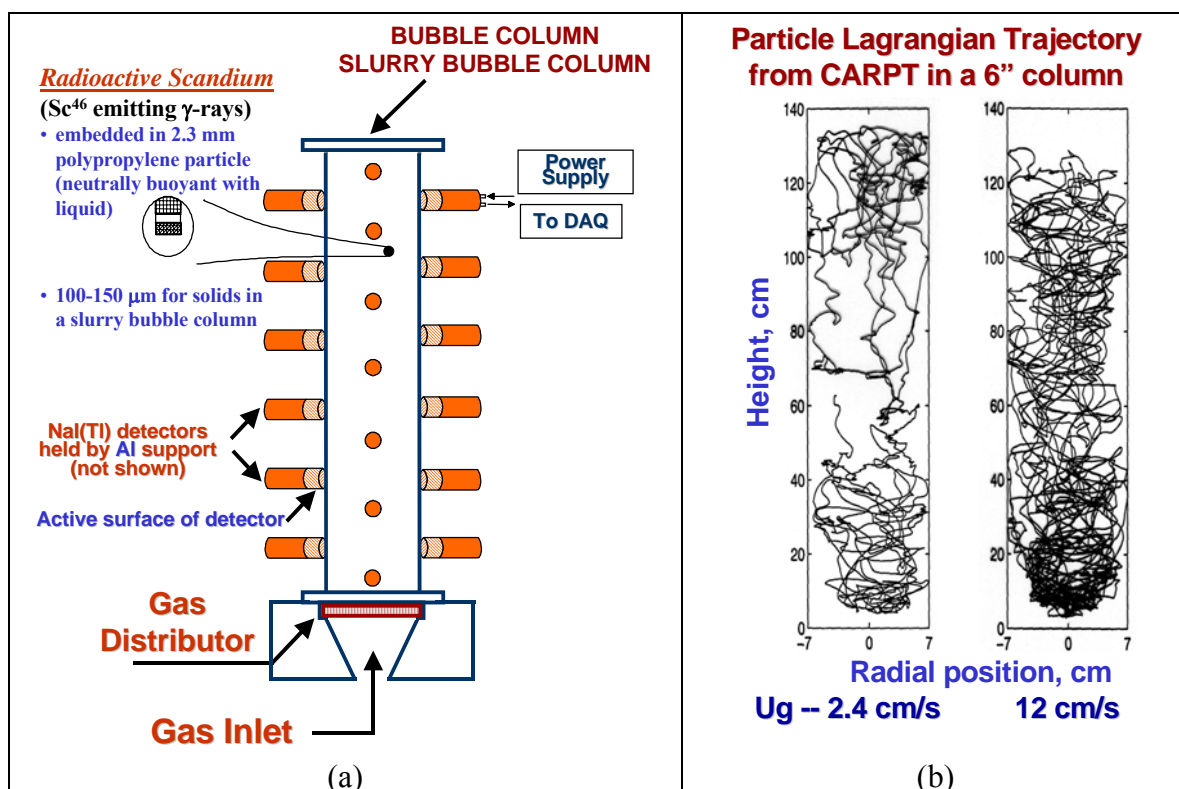 BUBBLE COLUMN
SLURRY BUBBLE COLUMN
Radioactive Scandium
(Sc46 emitting γ-rays)
• embedded in 2.3 mm
polypropylene particle
(neutrally buoyant with
liquid)
Power
Supply
To DAQ
• 100-150 μm for solids in
a slurry bubble column
NaI(Tl) detectors
held by Al support
(not shown)
Active surface of detector
Gas
Distributor
Gas Inlet
(a)
Particle Lagrangian Trajectory
from CARPT in a 6” column
140
120
100
80
60
40
20
0
-7
0
7
140
120
100
80
60
40
20
0
-7
0
7
Height, cm
Radial position, cm
Ug -- 2.4 cm/s 12 cm/s
(b)